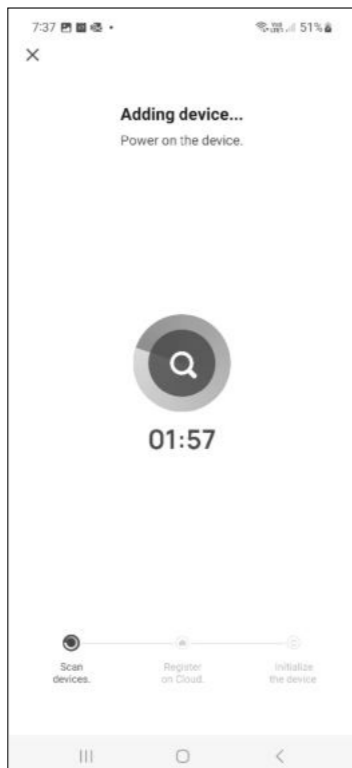 7:37
51%
Adding device...
Power on the device.
01:57
Scan
devices.
Register
on Cloud.
Initialize
the device